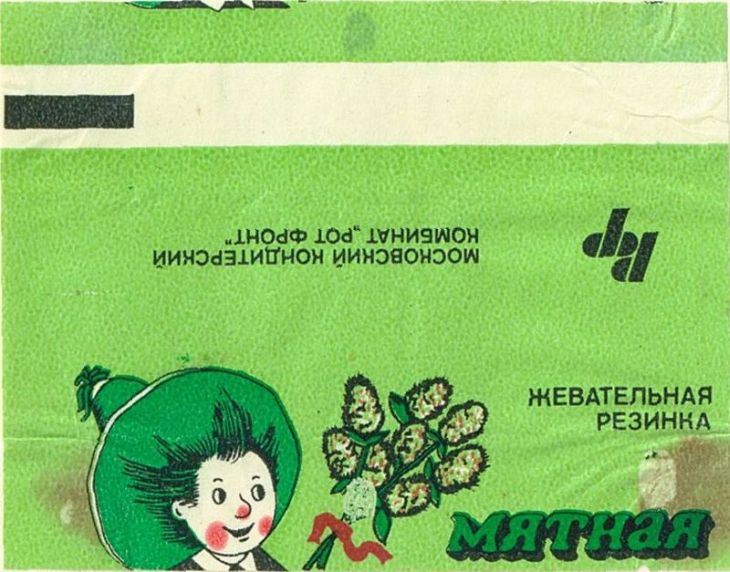 МОСКОВСКИЙ КОНДИТЕРСКИЙ
КОМБИНАТ „РОТ ФРОНТ"
ЖЕВАТЕЛЬНАЯ
РЕЗИНКА
МЯТНАЯ